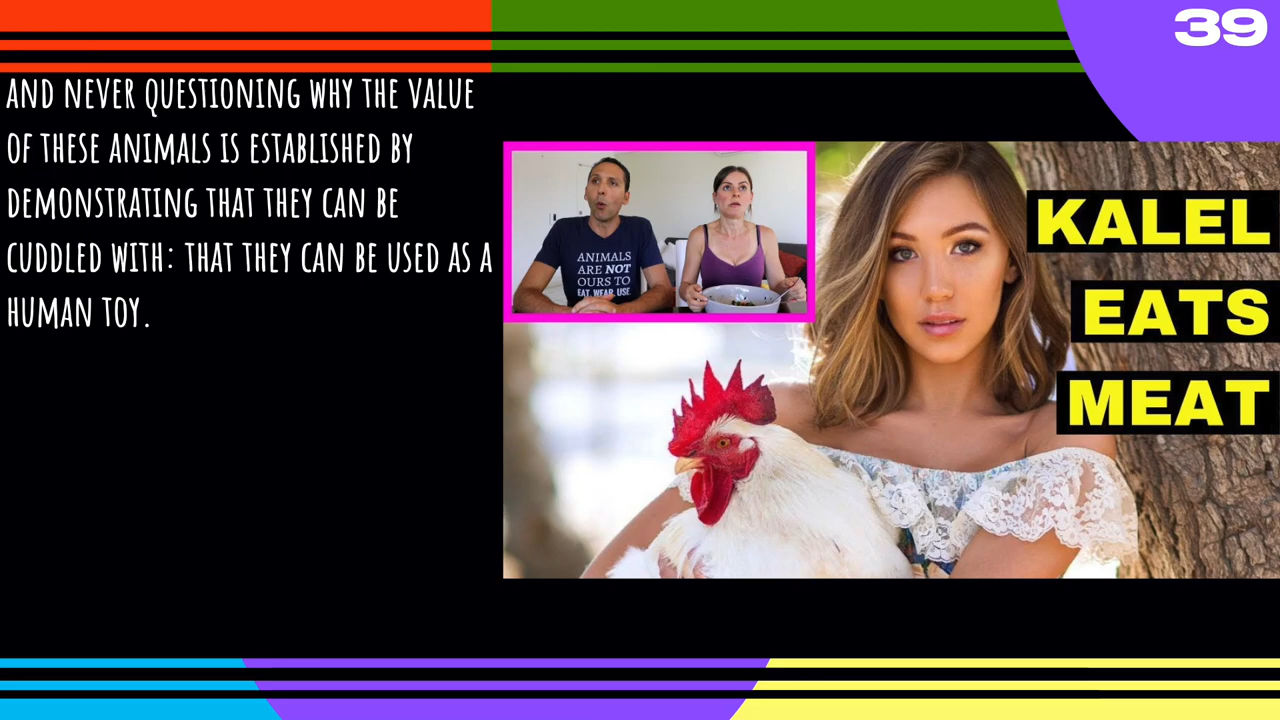 39
AND NEVER QUESTIONING WHY THE VALUE
OF THESE ANIMALS IS ESTABLISHED BY
DEMONSTRATING THAT THEY CAN BE
CUDDLED WITH: THAT THEY CAN BE USED AS A
HUMAN TOY.
ANIMALS
ARE NOT
OURS TO
EAT WEAR USE
KALEL
EATS
MEAT